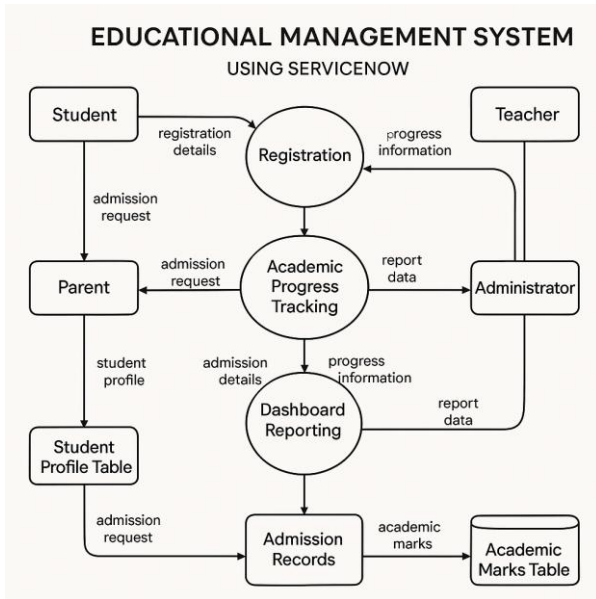 EDUCATIONAL MANAGEMENT SYSTEM
USING SERVICENOW
Student
registration
details
Registration
progress
information
Teacher
admission
request
Parent
admission
request
Academic
Progress
Tracking
report
data
Administrator
student
profile
admission
details
progress
information
Dashboard
Reporting
report
data
Student
Profile Table
admission
request
Admission
Records
academic
marks
Academic
Marks Table